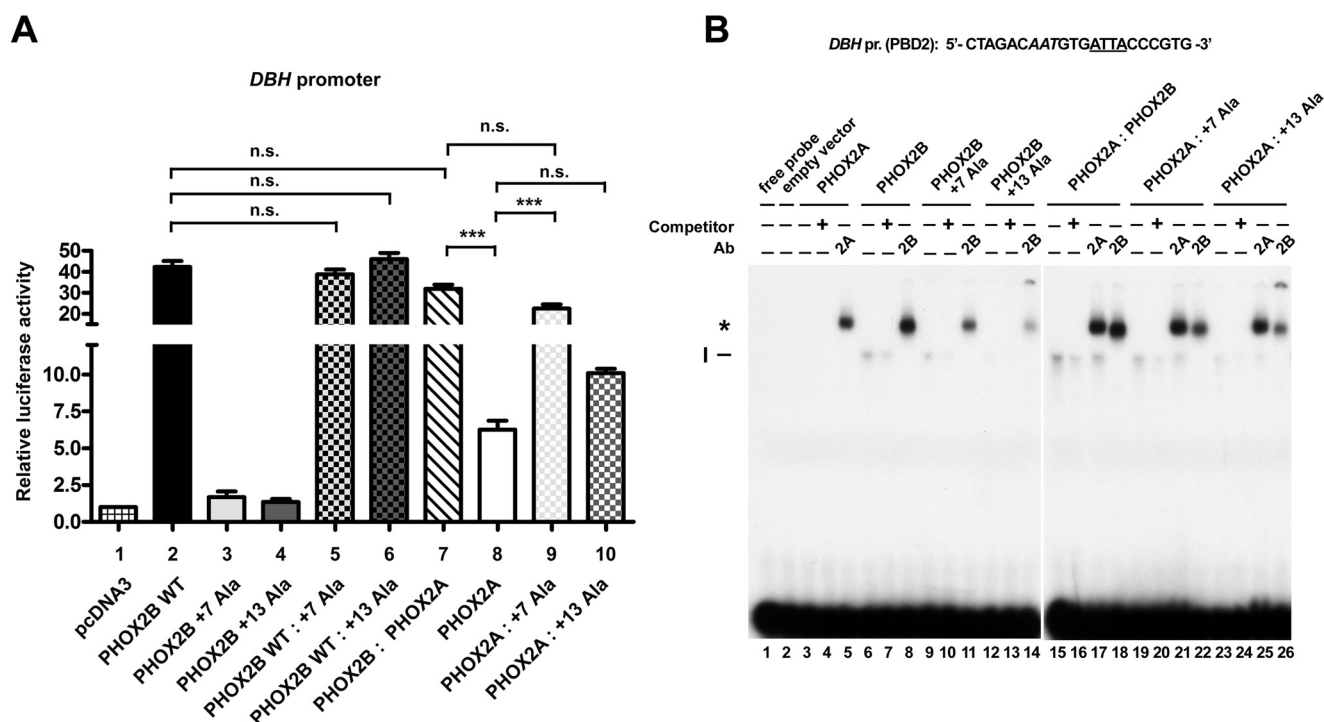 A
DBH promoter
n.s.
n.s.
n.s.
n.s.
n.s.
***
***
Relative luciferase activity
50
40
30
20
10.0
7.5
5.0
2.5
0.0
1 2 3 4 5 6 7 8 9 10
pcDNA3
PHOX2B WT
PHOX2B +7 Ala
PHOX2B +13 Ala
PHOX2B WT : +7 Ala
PHOX2B WT : +13 Ala
PHOX2B : PHOX2A
PHOX2A
PHOX2A : +7 Ala
PHOX2A : +13 Ala
B
DBH pr. (PBD2): 5’- CTAGACAATGTGATTACCCGTG -3’
free probe
empty vector
PHOX2A
PHOX2B
PHOX2B +7 Ala
PHOX2B +13 Ala
PHOX2A : PHOX2B
PHOX2A : +7 Ala
PHOX2A : +13 Ala
Competitor – – – + – – + – – + – – + – – + – – – + – – – + – –
Ab – – – – 2A – – 2B – – 2B – – 2B – – 2A 2B – – 2A 2B – – 2A 2B
*
I –
1 2 3 4 5 6 7 8 9 10 11 12 13 14 15 16 17 18 19 20 21 22 23 24 25 26